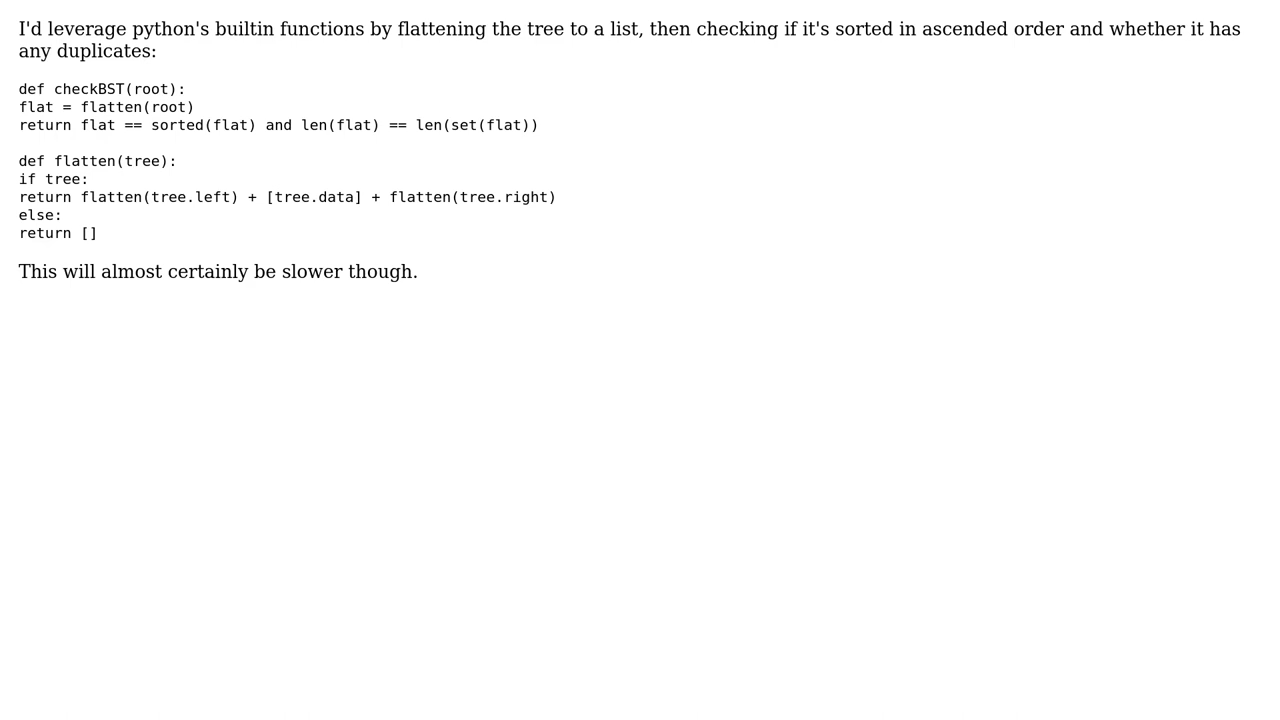 I'd leverage python's builtin functions by flattening the tree to a list, then checking if it's sorted in ascended order and whether it has
any duplicates:
def checkBST(root):
flat = flatten(root)
return flat == sorted(flat) and len(flat) == len(set(flat))
def flatten(tree):
if tree:
return flatten(tree.left) + [tree.data] + flatten(tree.right)
else:
return []
This will almost certainly be slower though.